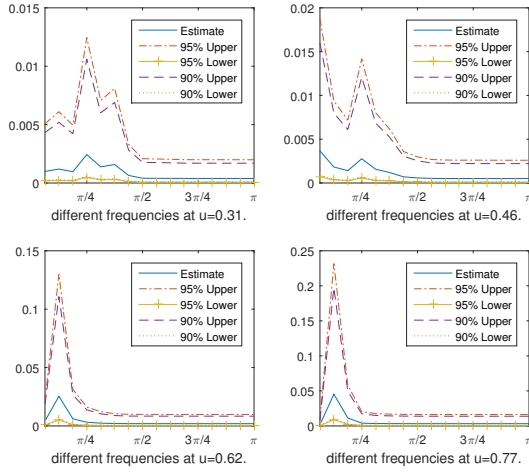 0.015
0.01
0.005
0
Estimate
95% Upper
95% Lower
90% Upper
90% Lower
π/4
π/2
3π/4
π
different frequencies at u=0.31.
0.02
0.015
0.01
0.005
0
Estimate
95% Upper
95% Lower
90% Upper
90% Lower
π/4
π/2
3π/4
π
different frequencies at u=0.46.
0.15
0.1
0.05
0
Estimate
95% Upper
95% Lower
90% Upper
90% Lower
π/4
π/2
3π/4
π
different frequencies at u=0.62.
0.25
0.20
0.15
0.10
0.05
0
Estimate
95% Upper
95% Lower
90% Upper
90% Lower
π/4
π/2
3π/4
π
different frequencies at u=0.77.